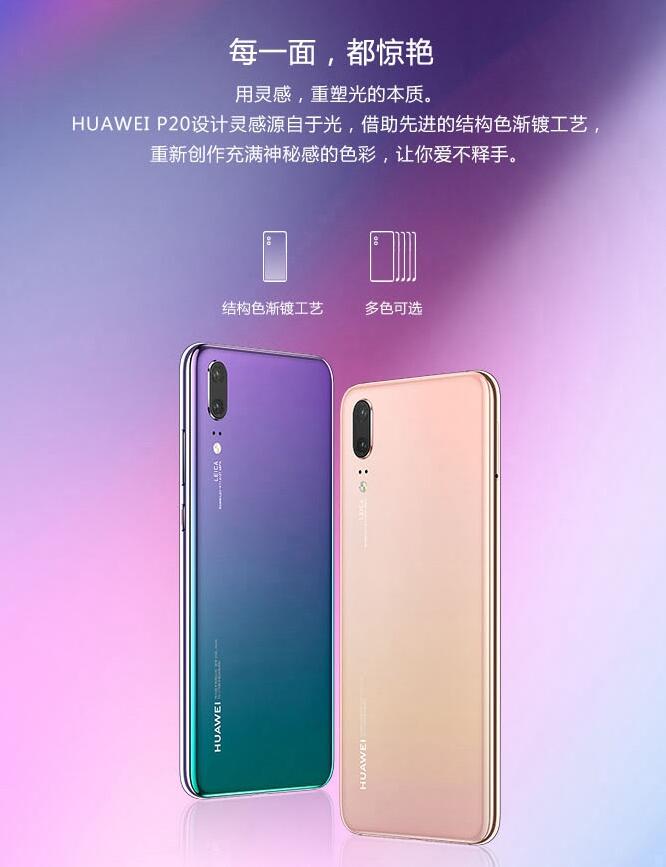 每一面，都惊艳
用灵感，重塑光的本质。
HUAWEI P20设计灵感源自于光，借助先进的结构色渐镀工艺，
重新创作充满神秘感的色彩，让你爱不释手。
结构色渐镀工艺
多色可选
LEICA
HUAWEI
LEICA
HUAWEI